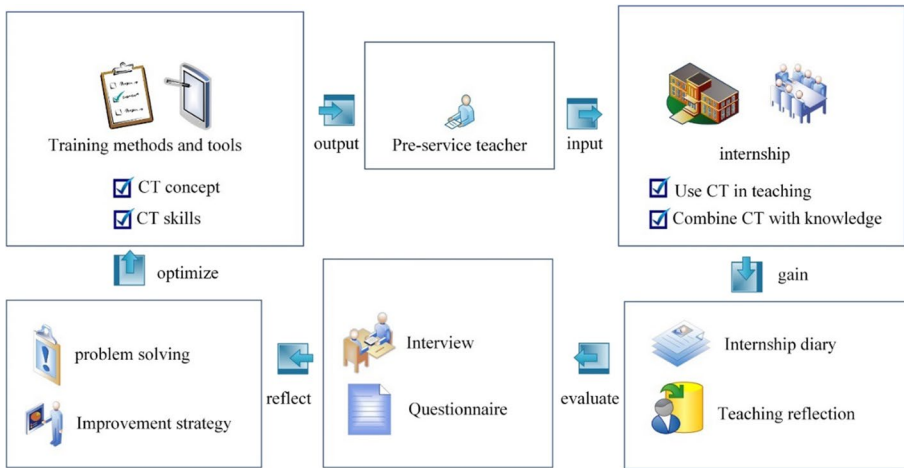 Training methods and tools
CT concept
CT skills
output
Pre-service teacher
input
internship
Use CT in teaching
Combine CT with knowledge
optimize
gain
problem solving
Improvement strategy
reflect
Interview
Questionnaire
evaluate
Internship diary
Teaching reflection